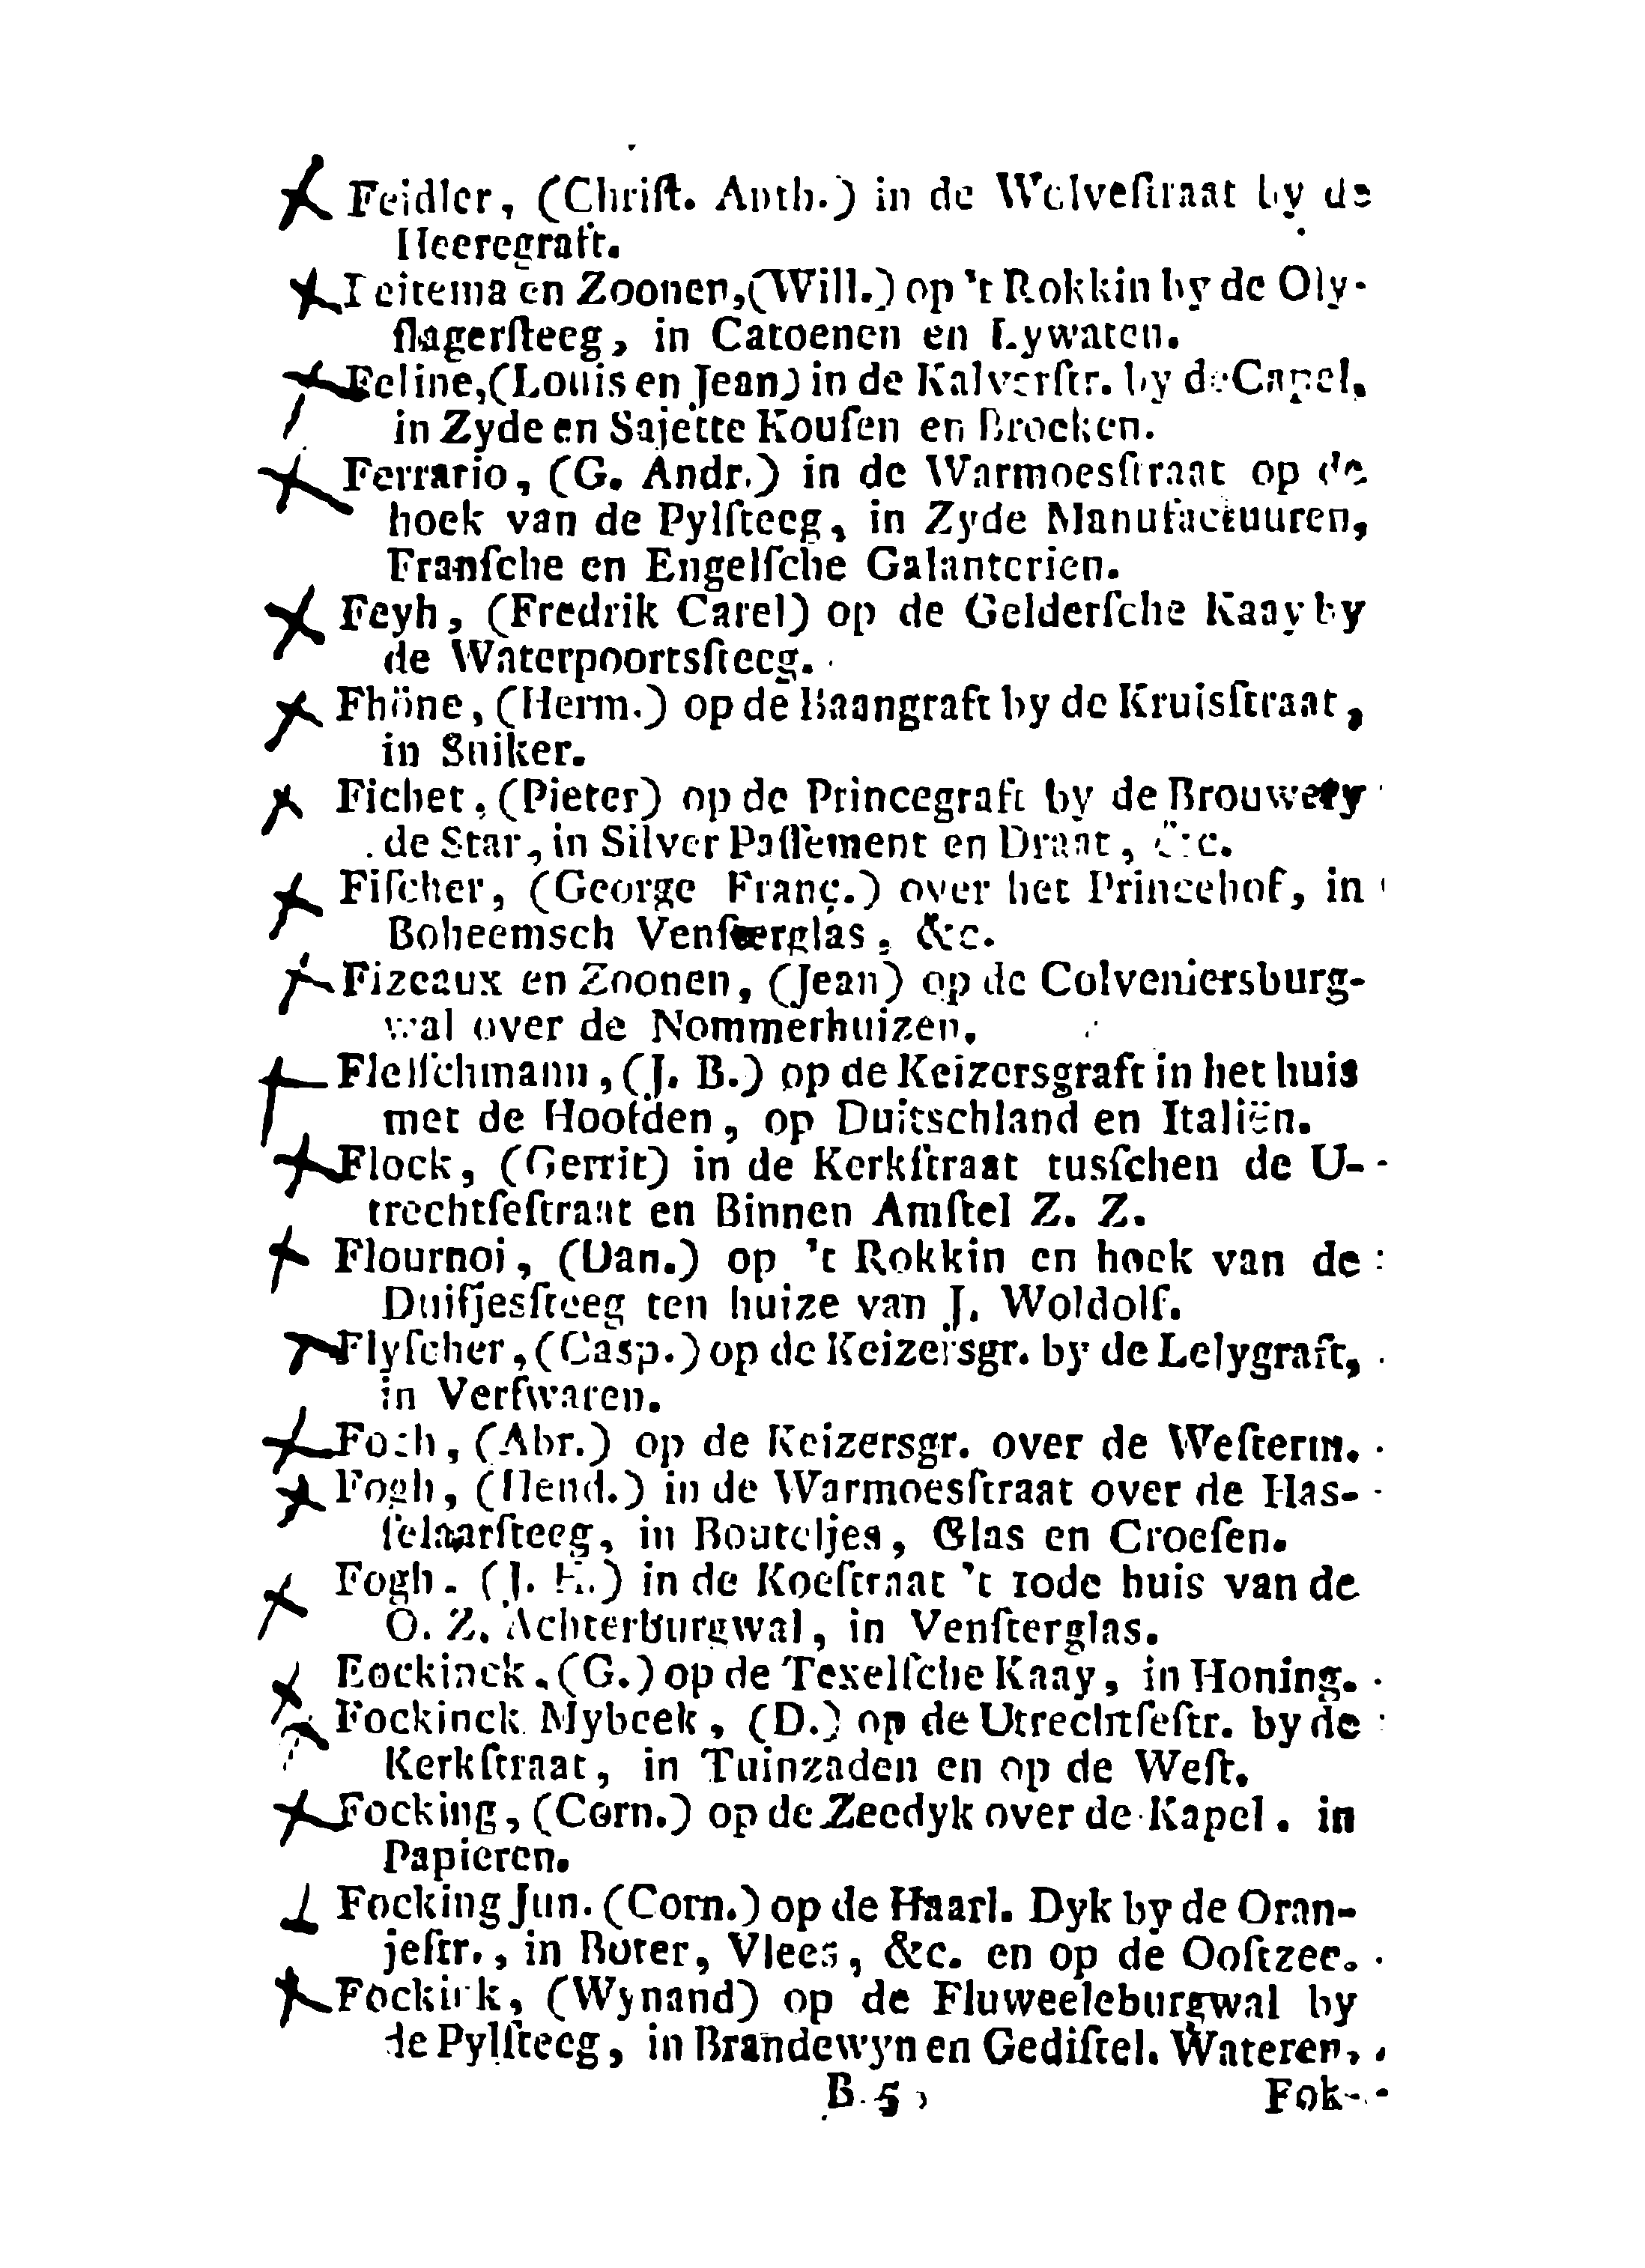 Feidler, (Chriſt. Anth.) in de Wolveſtraat by de
Heeregraft.
Feitema en Zoonen, (Will.) op 't Rokkin by de Oly-
ſlagerſteeg, in Catoenen en Lywaten.
Feline, (Louis en Jean) in de Kalverſtr. by de Capel,
in Zyde en Sajette Kouſen en Brocken.
Ferrario, (G. Andr.) in de Warmoesſtraat op de
hoek van de Pylſteeg, in Zyde Manufactuuren,
Franſche en Engelſche Galanterien.
Feyh, (Fredrik Carel) op de Gelderſche Kaay by
de Waterpoortsſteeg.
Fhöne, (Herm.) op de Baangraft by de Kruisſtraat,
in Suiker.
Fichet, (Pieter) op de Princegraft by de Brouwery
de Star, in Silver Paſſement en Draat, &c.
Fiſcher, (George Franç.) over het Princehof, in
Boheemsch Venſterglas, &c.
Fizeaux en Zoonen, (Jean) op de Colveniersburg-
wal over de Nommerhuizen.
Fleiſchmann, (J. B.) op de Keizersgraft in het huis
met de Hoofden, op Duitschland en Italiën.
Flock, (Gerrit) in de Kerkſtraat tusſchen de U-
trechtſeſtraat en Binnen Amſtel Z. Z.
Flournoi, (Dan.) op 't Rokkin en hoek van de
Duifjesſteeg ten huize van J. Woldolf.
Flyſcher, (Casp.) op de Keizersgr. by de Lelygraft,
in Verfwaren.
Foch, (Abr.) op de Keizersgr. over de Weſterm.
Fogh, (Hend.) in de Warmoesſtraat over de Has-
ſelaarſteeg, in Bouteljes, Glas en Croeſen.
Fogh. (J. H.) in de Koeſtraat 't rode huis van de
O. Z. Achterburgwal, in Venſterglas.
Fockinck, (G.) op de Texelſche Kaay, in Honing.
Fockinck Mybeek, (D.) op de Utrechtſeſtr. by de
Kerkſtraat, in Tuinzaden en op de Weſt.
Focking, (Corn.) op de Zeedyk over de Kapel. in
Papieren.
Focking Jun. (Corn.) op de Haarl. Dyk by de Oran-
jeſtr., in Boter, Vlees, &c. en op de Ooſtzee.
Fockink, (Wynand) op de Fluweeleburgwal by
de Pylſteeg, in Brandewyn en Gediſtel. Wateren.
B 5 Fok-